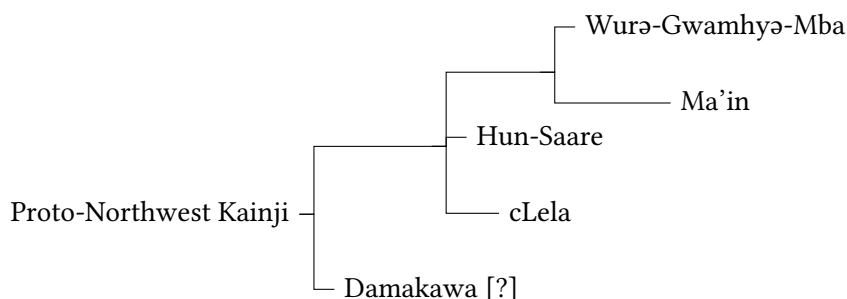 Wurə-Gwamhyə-Mba
Ma’in
Hun-Saare
cLela
Proto-Northwest Kainji
Damakawa [?]